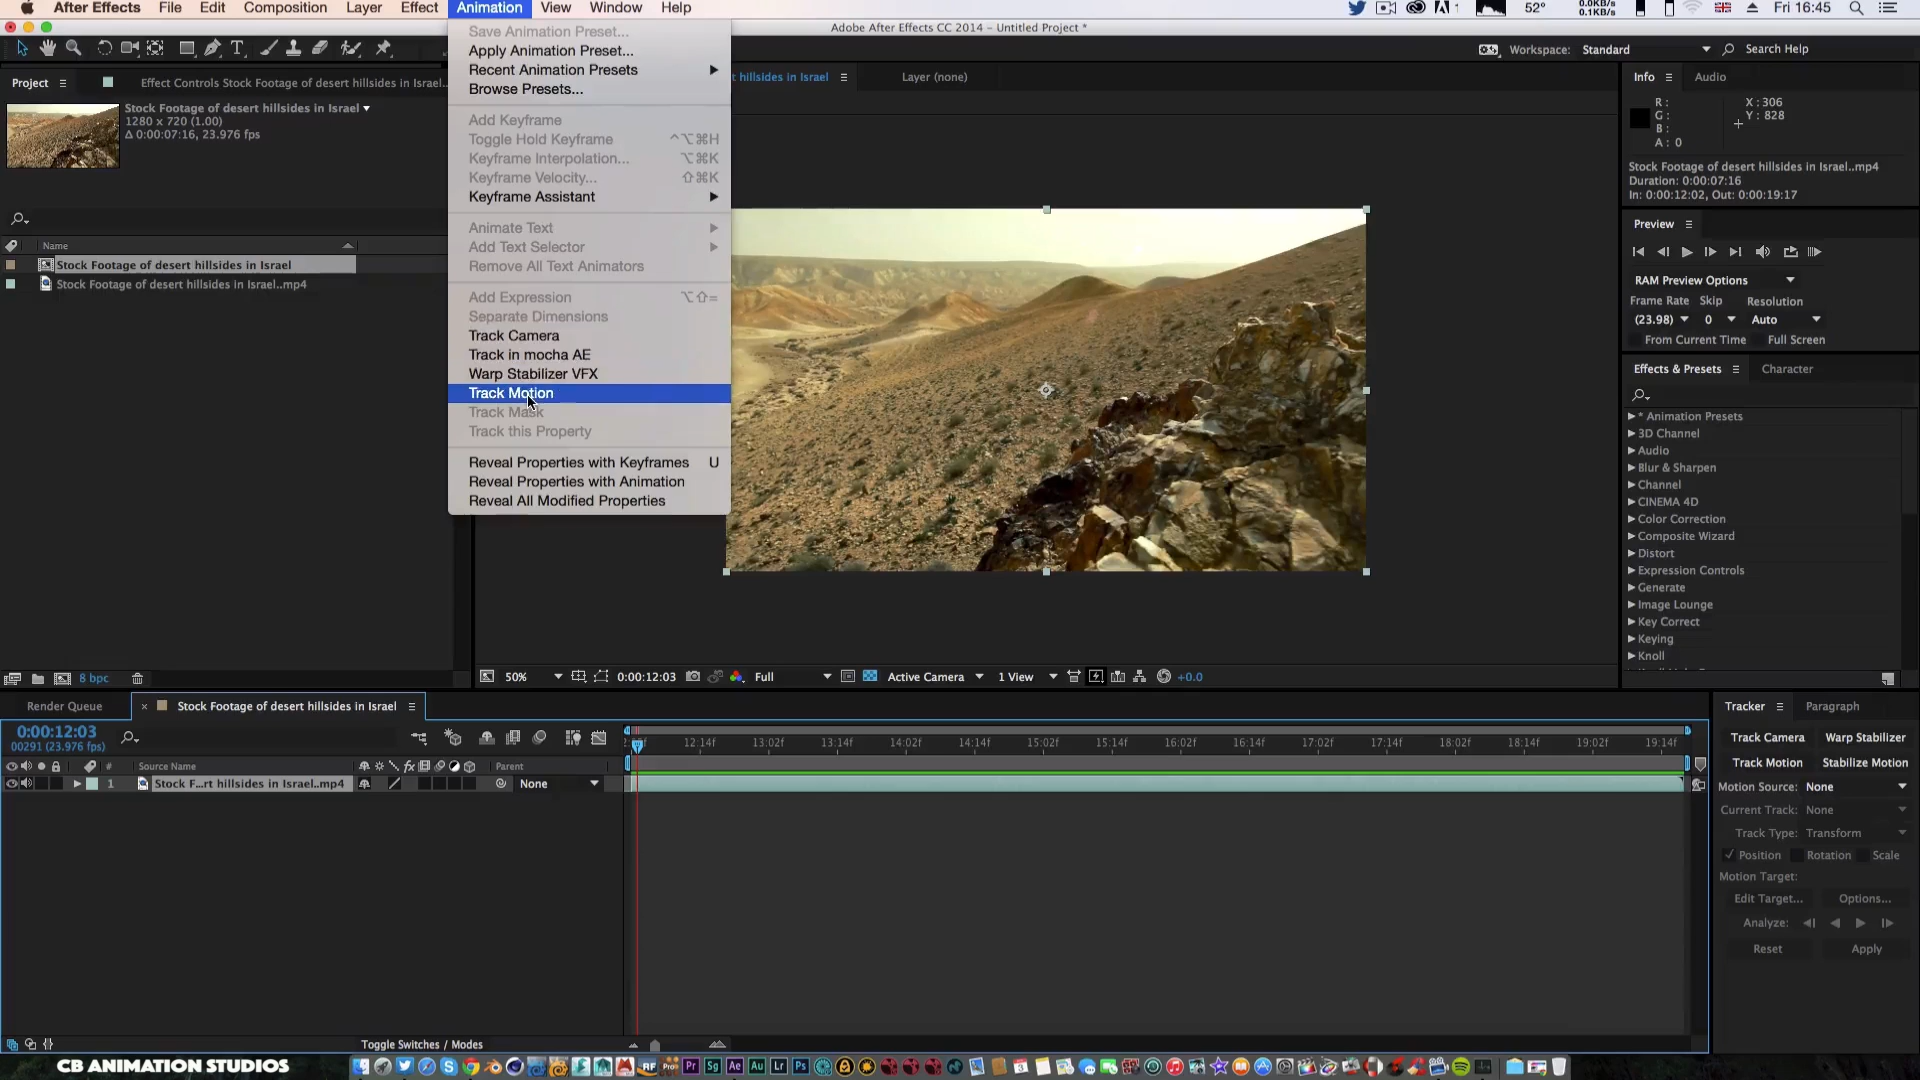 After Effects File Edit Composition Layer Effect Animation View Window Help
1 52° 0.0KB/s 0.1KB/s Fri 16:45
Adobe After Effects CC 2014 – Untitled Project *
Workspace: Standard Search Help
Project Effect Controls Stock Footage of desert hillsides in Israel..
t hillsides in Israel Layer (none)
Stock Footage of desert hillsides in Israel
1280 x 720 (1.00)
Δ 0:00:07:16, 23.976 fps
Name
Stock Footage of desert hillsides in Israel
Stock Footage of desert hillsides in Israel..mp4
8 bpc
Save Animation Preset...
Apply Animation Preset...
Recent Animation Presets
Browse Presets...
Add Keyframe
Toggle Hold Keyframe ^⌥⌘H
Keyframe Interpolation... ⌥⌘K
Keyframe Velocity... ⇧⌘K
Keyframe Assistant
Animate Text
Add Text Selector
Remove All Text Animators
Add Expression ⌥⇧=
Separate Dimensions
Track Camera
Track in mocha AE
Warp Stabilizer VFX
Track Motion
Track Mask
Track this Property
Reveal Properties with Keyframes U
Reveal Properties with Animation
Reveal All Modified Properties
50% 0:00:12:03 Full Active Camera 1 View +0.0
Info Audio
R : X : 306
G : Y : 828
B :
A : 0
Stock Footage of desert hillsides in Israel..mp4
Duration: 0:00:07:16
In: 0:00:12:02, Out: 0:00:19:17
Preview
RAM Preview Options
Frame Rate Skip Resolution
(23.98) 0 Auto
From Current Time Full Screen
Effects & Presets Character
* Animation Presets
3D Channel
Audio
Blur & Sharpen
Channel
CINEMA 4D
Color Correction
Composite Wizard
Distort
Expression Controls
Generate
Image Lounge
Key Correct
Keying
Knoll
Render Queue × Stock Footage of desert hillsides in Israel
0:00:12:03
00291 (23.976 fps)
# Source Name fx Parent
1 Stock F...rt hillsides in Israel..mp4 None
12:14f 13:02f 13:14f 14:02f 14:14f 15:02f 15:14f 16:02f 16:14f 17:02f 17:14f 18:02f 18:14f 19:02f 19:14f
Toggle Switches / Modes
Tracker Paragraph
Track Camera Warp Stabilizer
Track Motion Stabilize Motion
Motion Source: None
Current Track: None
Track Type: Transform
Position Rotation Scale
Motion Target:
Edit Target... Options...
Analyze:
Reset Apply
CB ANIMATION STUDIOS
RF Pr Sg Ae Au Lr Ps